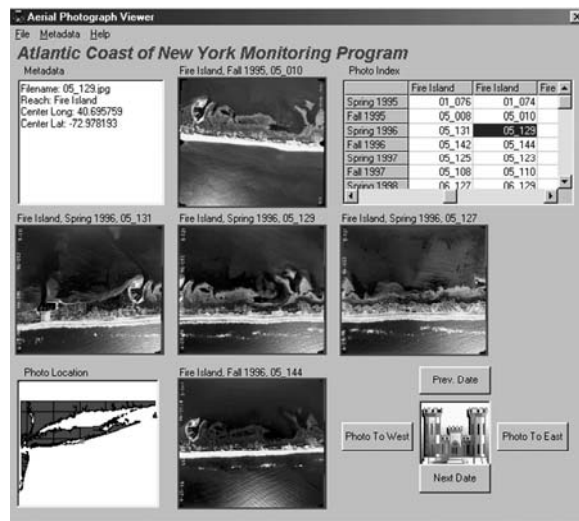 Aerial Photograph Viewer
File Metadata Help
Atlantic Coast of New York Monitoring Program
Metadata
Filename: 05_129.jpg
Reach: Fire Island
Center Long: 40.695759
Center Lat: -72.978193
Fire Island, Fall 1995, 05_010
Photo Index
Fire Island Fire Island Fire
Spring 1995 01_076 01_074
Fall 1995 05_008 05_010
Spring 1996 05_131 05_129
Fall 1996 05_142 05_144
Spring 1997 05_125 05_123
Fall 1997 05_108 05_110
Spring 1998 06_127 06_129
Fire Island, Spring 1996, 05_131
Fire Island, Spring 1996, 05_129
Fire Island, Spring 1996, 05_127
Photo Location
Fire Island, Fall 1996, 05_144
Prev. Date
Photo To West
Photo To East
Next Date